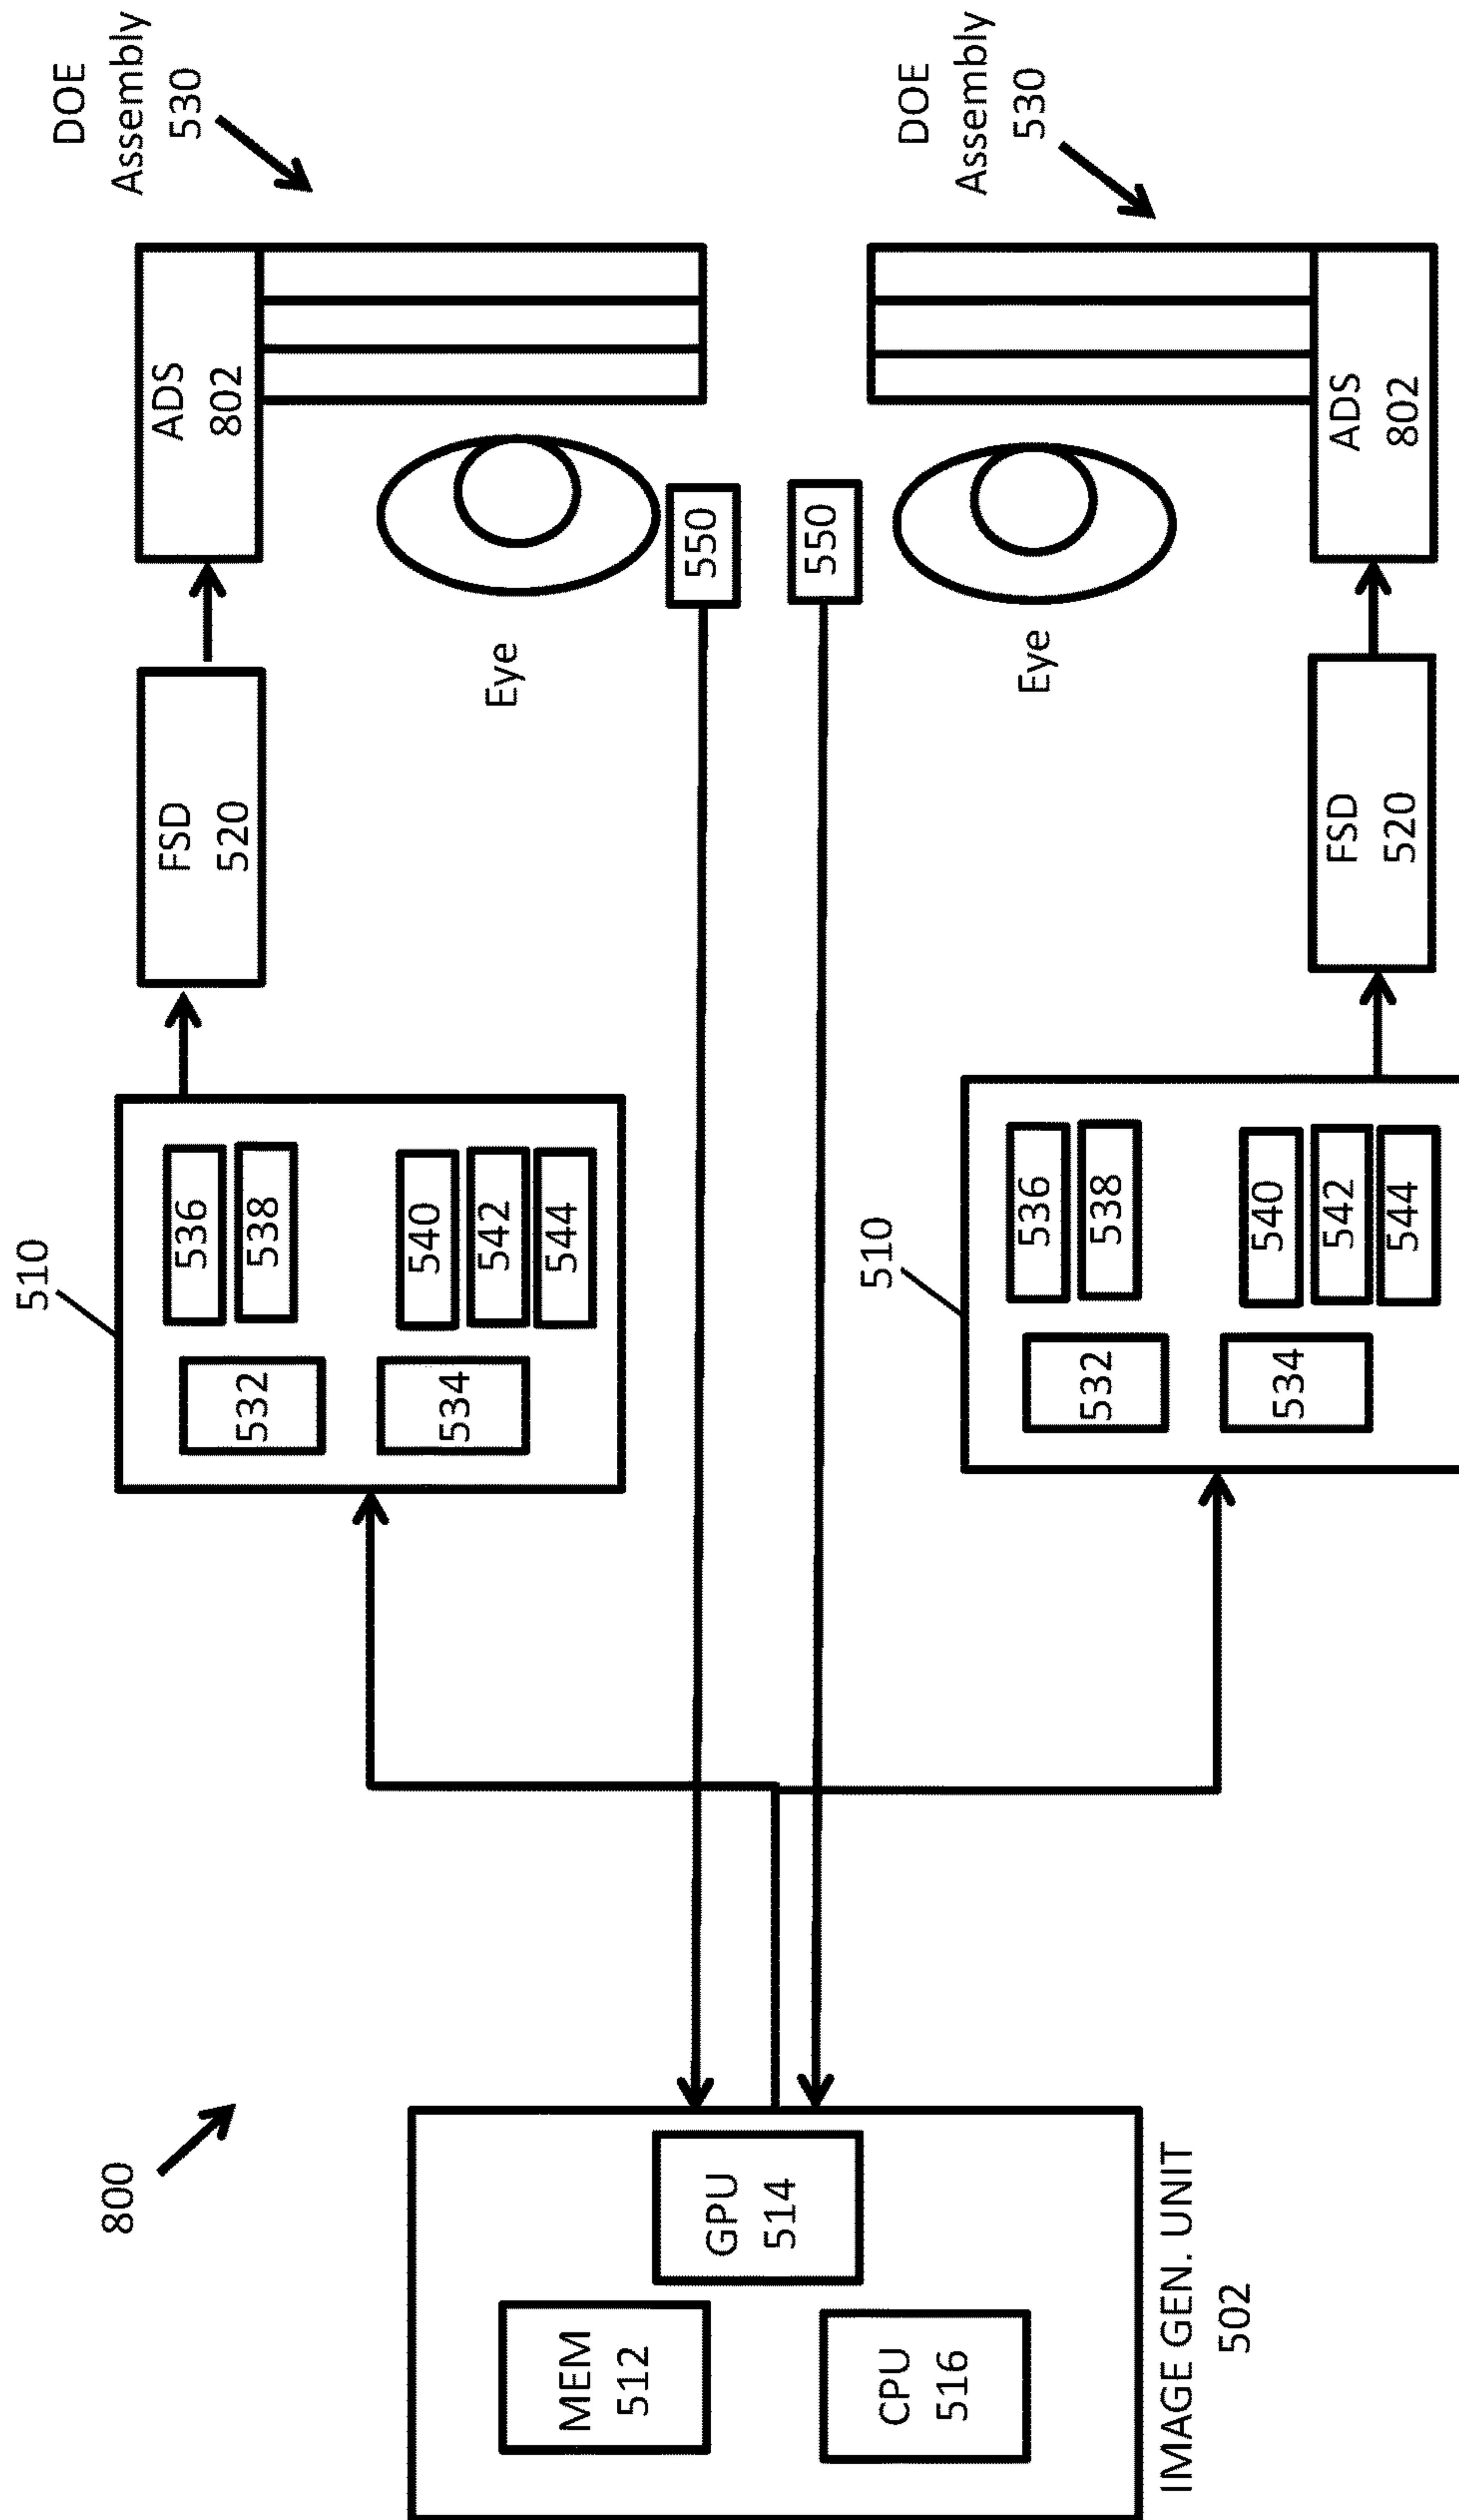 800
MEM
512
GPU
514
CPU
516
IMAGE GEN. UNIT
502
510
532
534
536
538
540
542
544
FSD
520
ADS
802
DOE
Assembly
530
Eye
550
550
Eye
510
532
534
536
538
540
542
544
FSD
520
ADS
802
DOE
Assembly
530